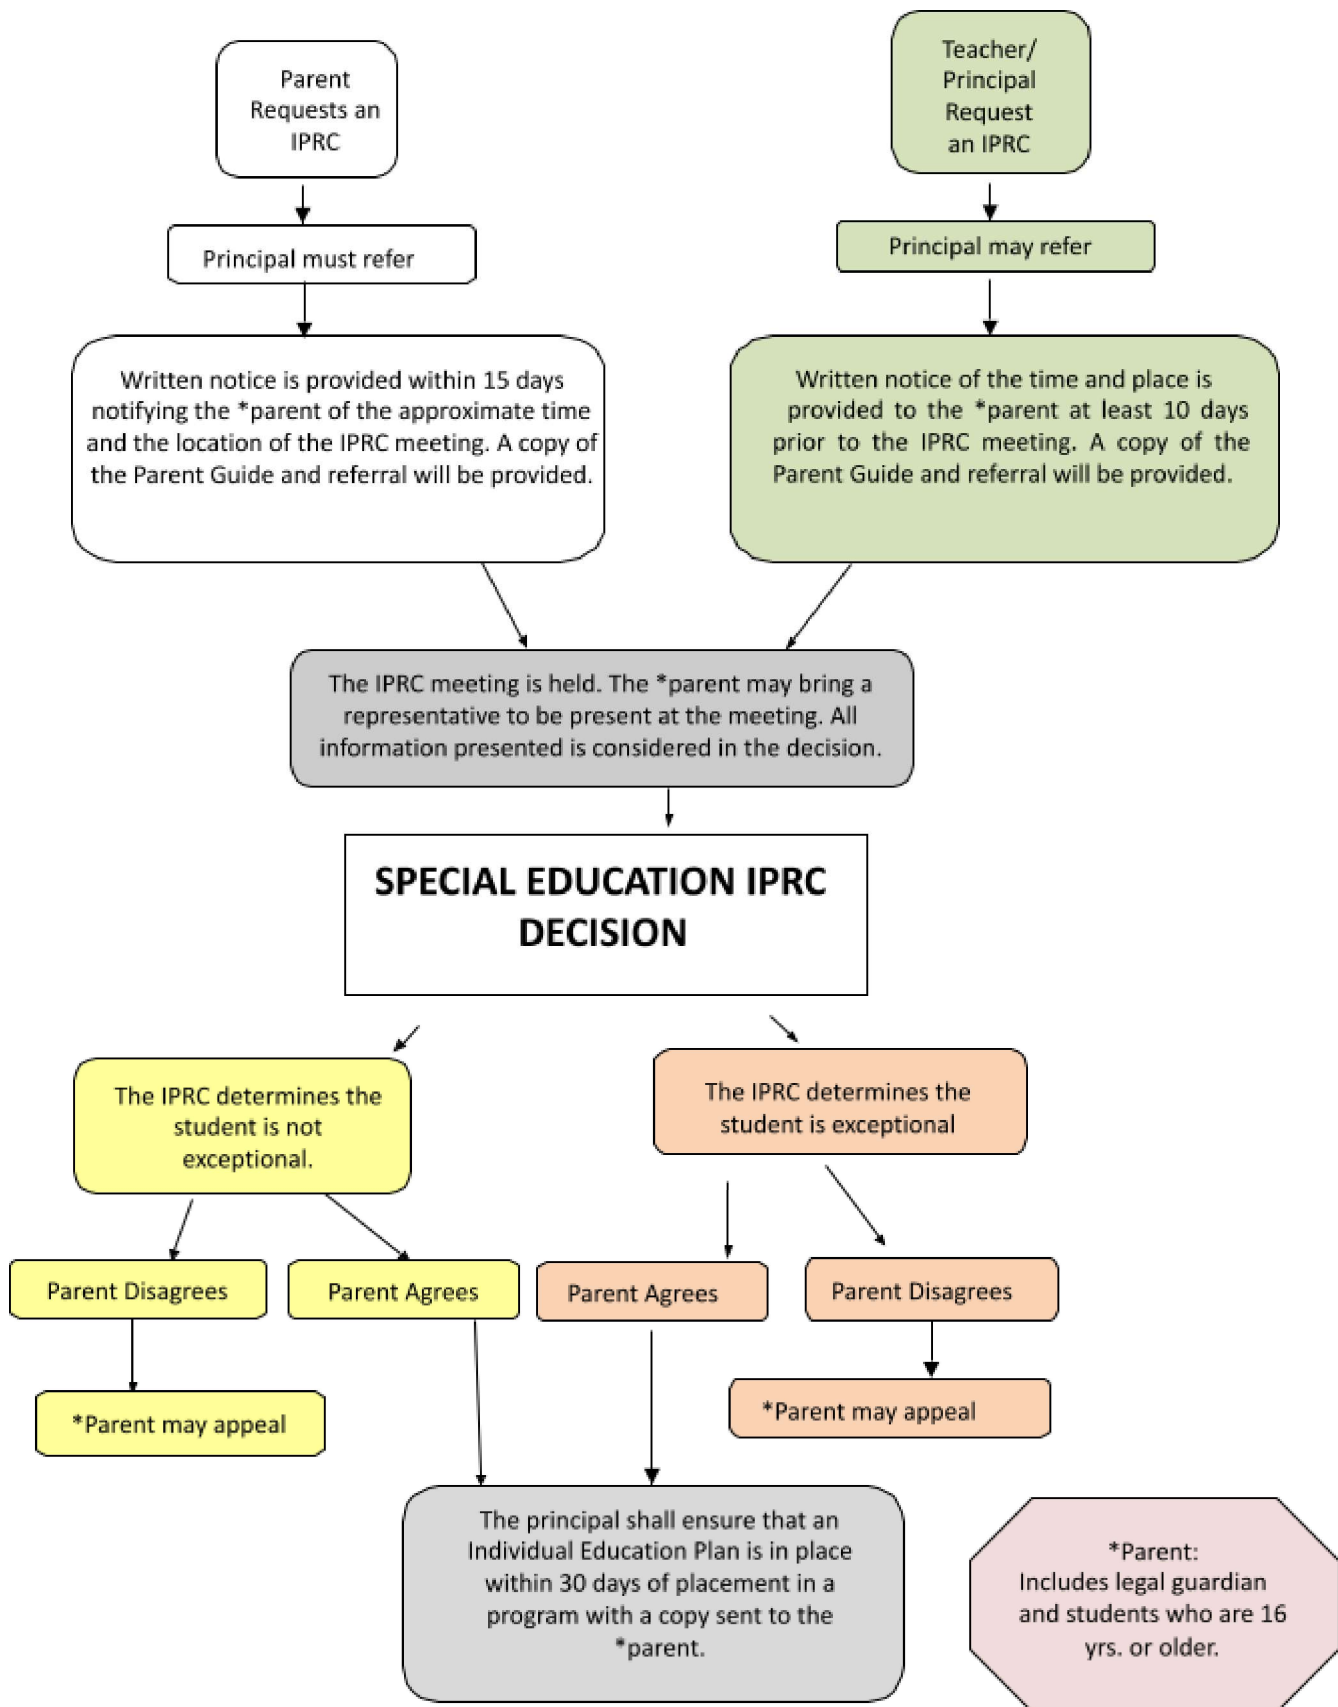 Parent
Requests an
IPRC
Teacher/
Principal
Request
an IPRC
Principal must refer
Principal may refer
Written notice is provided within 15 days
notifying the *parent of the approximate time
and the location of the IPRC meeting. A copy of
the Parent Guide and referral will be provided.
Written notice of the time and place is
provided to the *parent at least 10 days
prior to the IPRC meeting. A copy of the
Parent Guide and referral will be provided.
The IPRC meeting is held. The *parent may bring a
representative to be present at the meeting. All
information presented is considered in the decision.
SPECIAL EDUCATION IPRC
DECISION
The IPRC determines the
student is not
exceptional.
The IPRC determines the
student is exceptional
Parent Disagrees
Parent Agrees
Parent Agrees
Parent Disagrees
*Parent may appeal
*Parent may appeal
The principal shall ensure that an
Individual Education Plan is in place
within 30 days of placement in a
program with a copy sent to the
*parent.
*Parent:
Includes legal guardian
and students who are 16
yrs. or older.